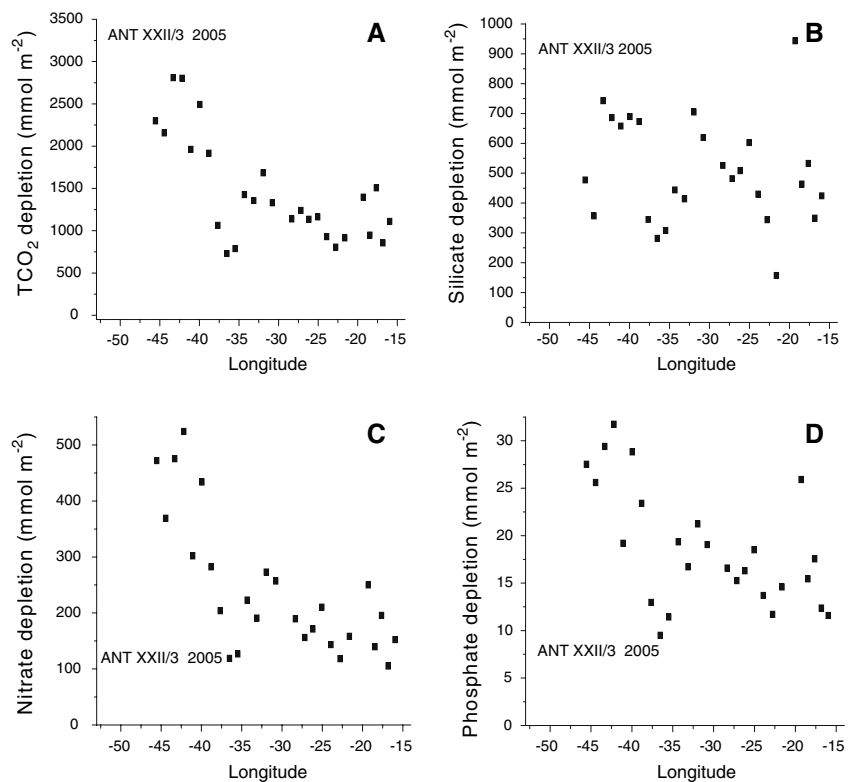 A
ANT XXII/3 2005
TCO2 depletion (mmol m-2)
3500
3000
2500
2000
1500
1000
500
0
-50 -45 -40 -35 -30 -25 -20 -15
Longitude
B
ANT XXII/3 2005
Silicate depletion (mmol m-2)
1000
900
800
700
600
500
400
300
200
100
0
-50 -45 -40 -35 -30 -25 -20 -15
Longitude
C
ANT XXII/3 2005
Nitrate depletion (mmol m-2)
500
400
300
200
100
0
-50 -45 -40 -35 -30 -25 -20 -15
Longitude
D
ANT XXII/3 2005
Phosphate depletion (mmol m-2)
30
25
20
15
10
5
0
-50 -45 -40 -35 -30 -25 -20 -15
Longitude